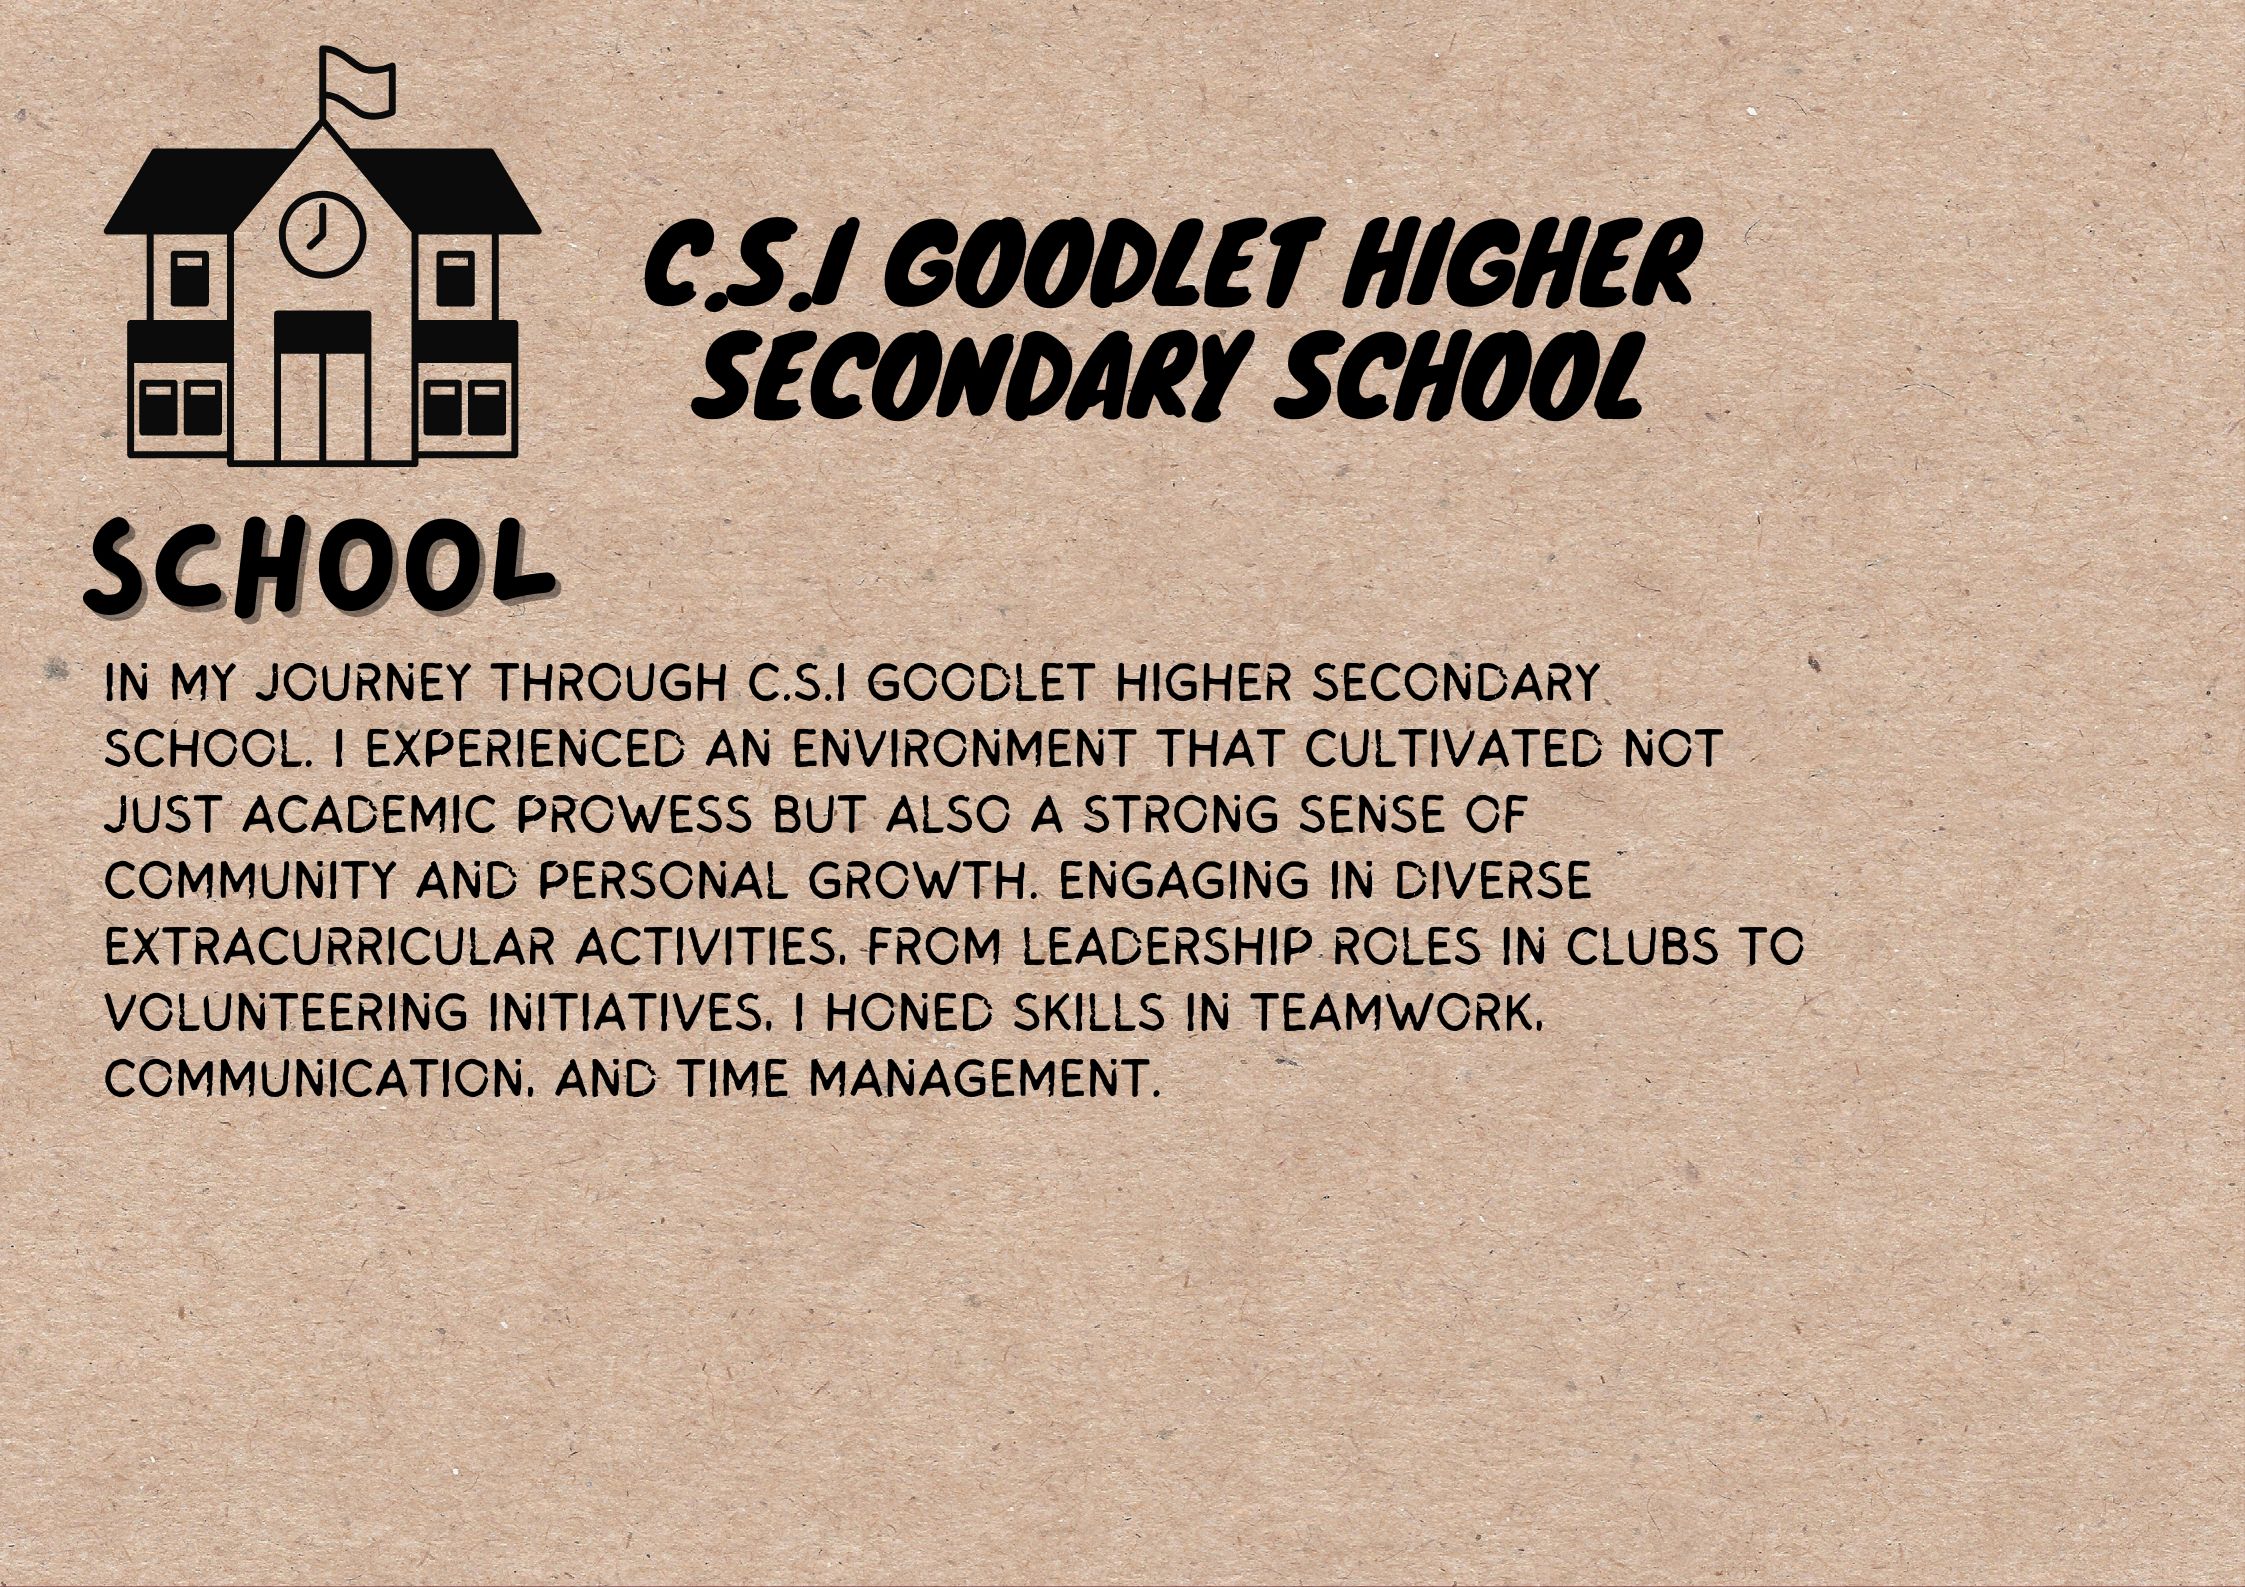 C.S.I GOODLET HIGHER
SECONDARY SCHOOL
SCHOOL
IN MY JOURNEY THROUGH C.S.I GOODLET HIGHER SECONDARY
SCHOOL. I EXPERIENCED AN ENVIRONMENT THAT CULTIVATED NOT
JUST ACADEMIC PROWESS BUT ALSO A STRONG SENSE OF
COMMUNITY AND PERSONAL GROWTH. ENGAGING IN DIVERSE
EXTRACURRICULAR ACTIVITIES, FROM LEADERSHIP ROLES IN CLUBS TO
VOLUNTEERING INITIATIVES, I HONED SKILLS IN TEAMWORK,
COMMUNICATION, AND TIME MANAGEMENT.